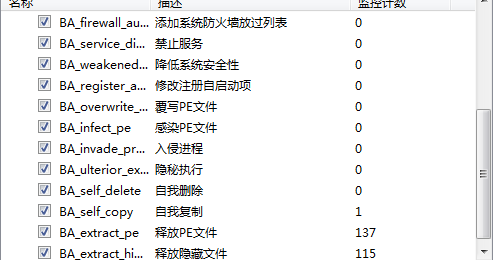 名称 描述 监控计数
BA_firewall_au... 添加系统防火墙放过列表 0
BA_service_di... 禁止服务 0
BA_weakened... 降低系统安全性 0
BA_register_a... 修改注册自启动项 0
BA_overwrite_... 覆写PE文件 0
BA_infect_pe 感染PE文件 0
BA_invade_pr... 入侵进程 0
BA_ulterior_ex... 隐秘执行 0
BA_self_delete 自我删除 0
BA_self_copy 自我复制 1
BA_extract_pe 释放PE文件 137
BA_extract_hi... 释放隐藏文件 115